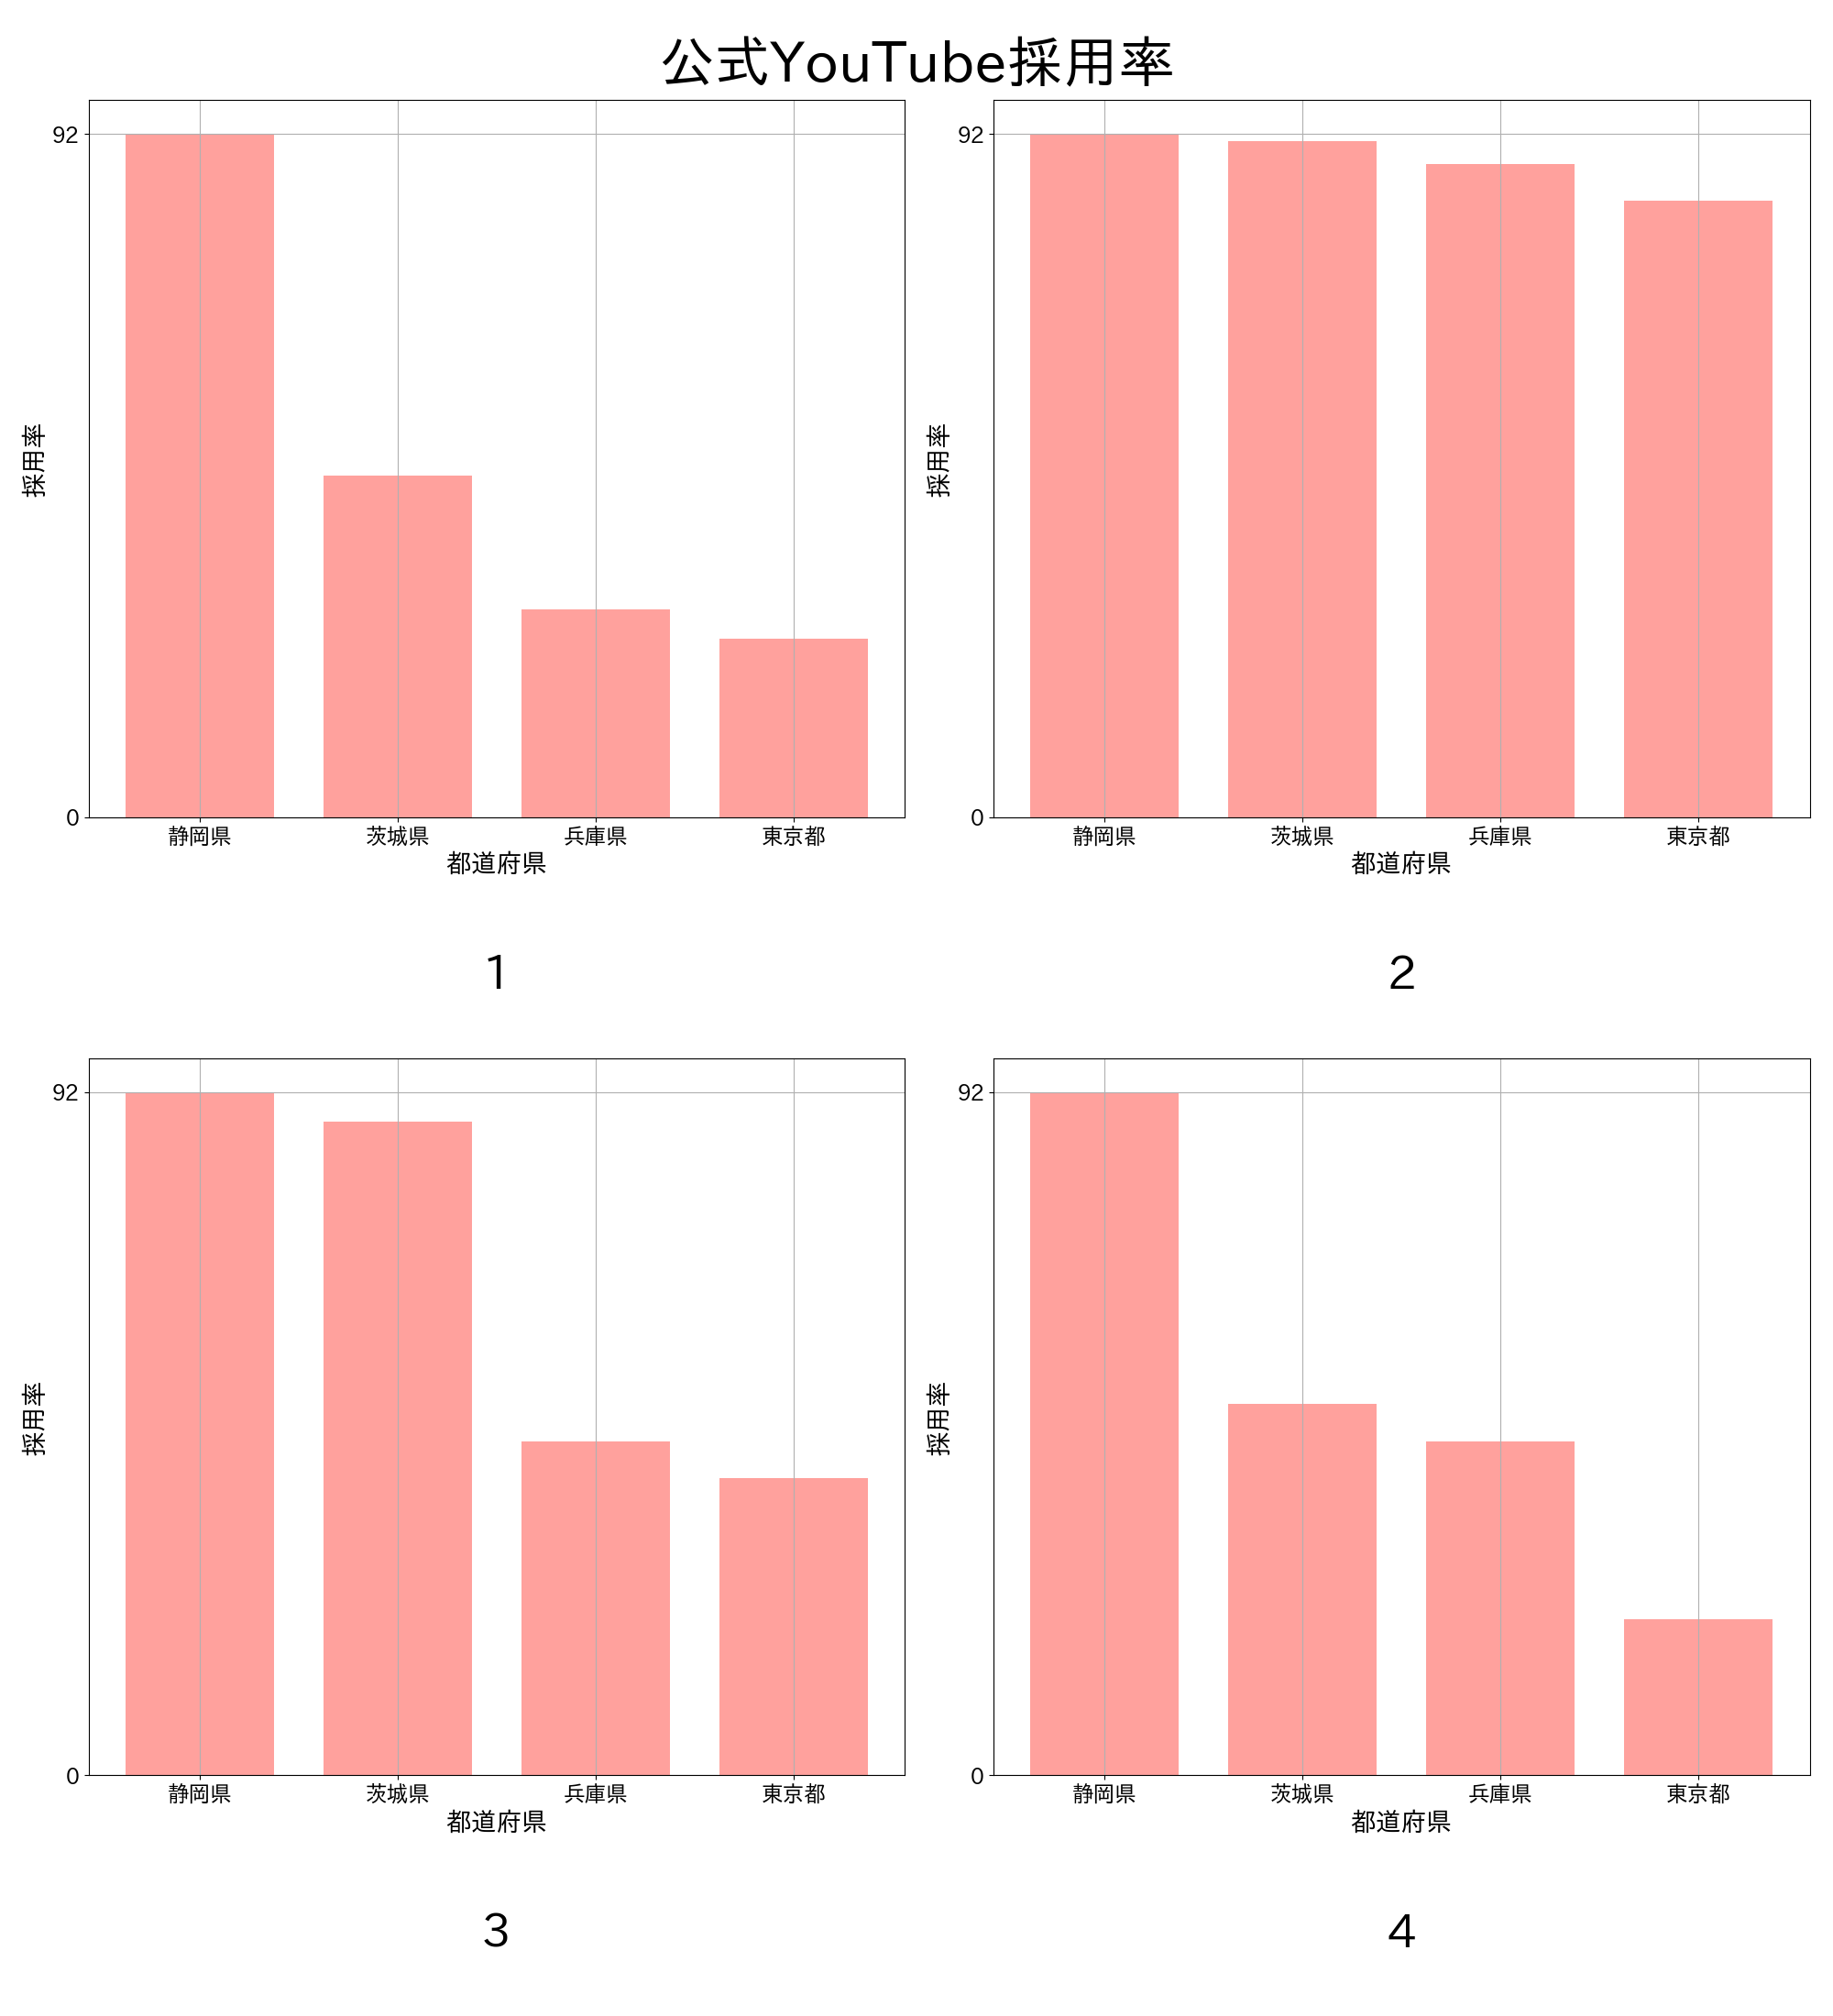 公式YouTube採用率
92
0
採用率
静岡県 茨城県 兵庫県 東京都
都道府県
1
92
0
採用率
静岡県 茨城県 兵庫県 東京都
都道府県
2
92
0
採用率
静岡県 茨城県 兵庫県 東京都
都道府県
3
92
0
採用率
静岡県 茨城県 兵庫県 東京都
都道府県
4